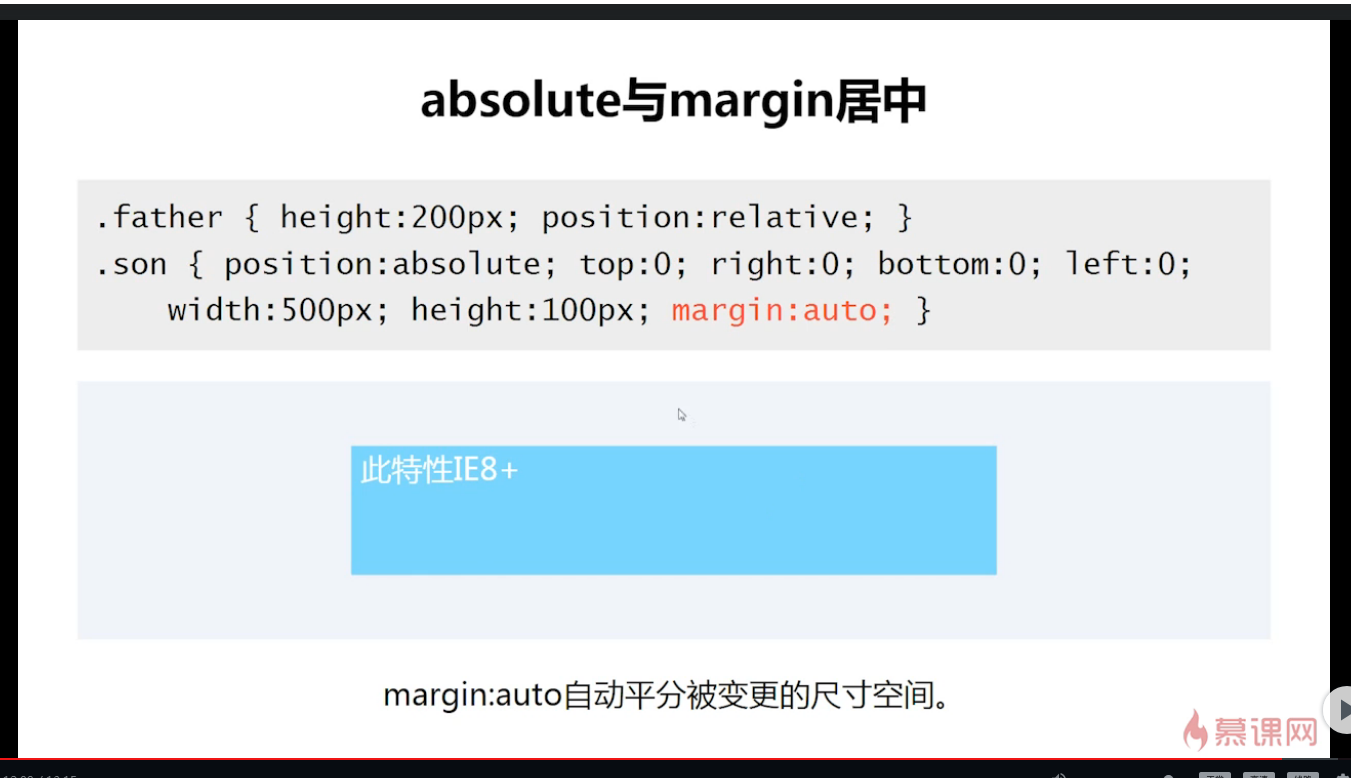 absolute与margin居中
.father { height:200px; position:relative; }
.son { position:absolute; top:0; right:0; bottom:0; left:0;
width:500px; height:100px; margin:auto; }
此特性IE8+
margin:auto自动平分被变更的尺寸空间。
慕课网